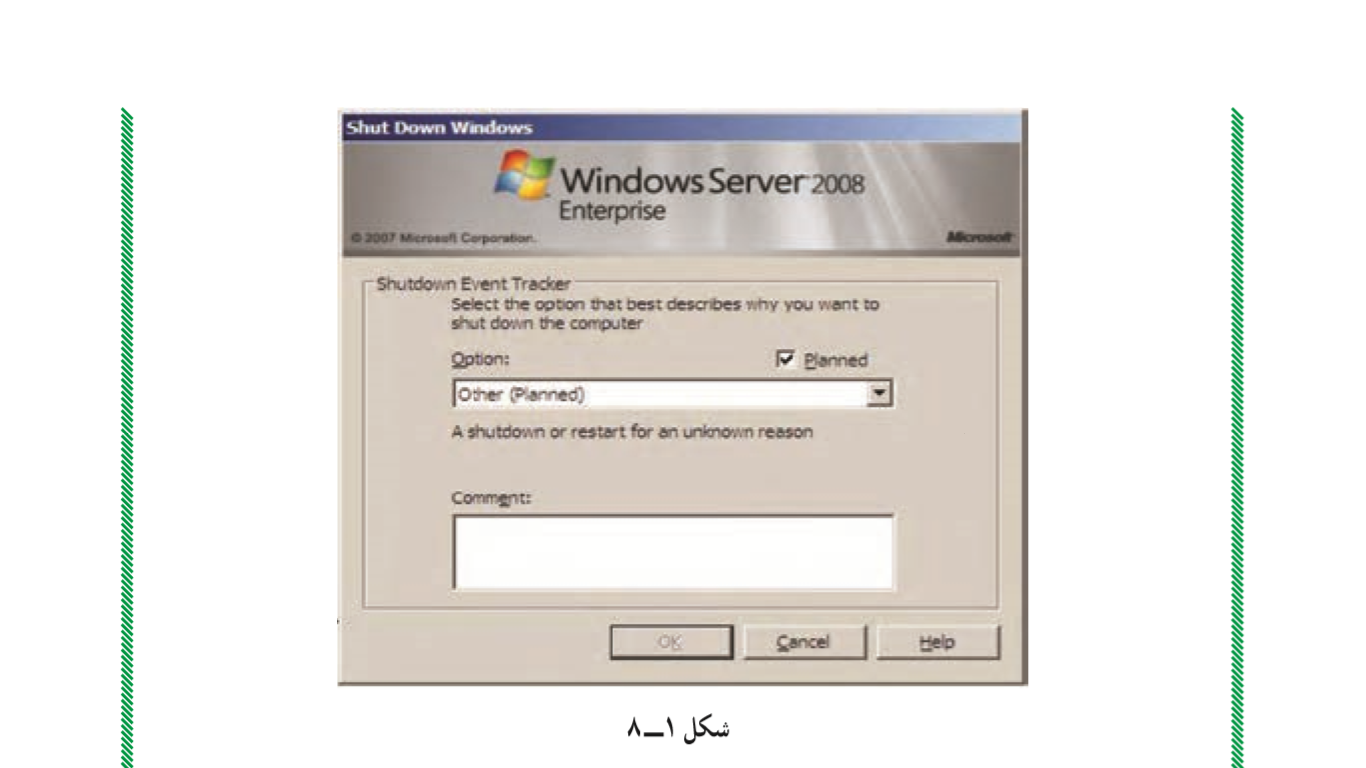 Shut Down Windows
Windows Server 2008
Enterprise
© 2007 Microsoft Corporation.
Microsoft
Shutdown Event Tracker
Select the option that best describes why you want to
shut down the computer
Option:
Planned
Other (Planned)
A shutdown or restart for an unknown reason
Comment:
OK
Cancel
Help
شکل ۱ــ۸